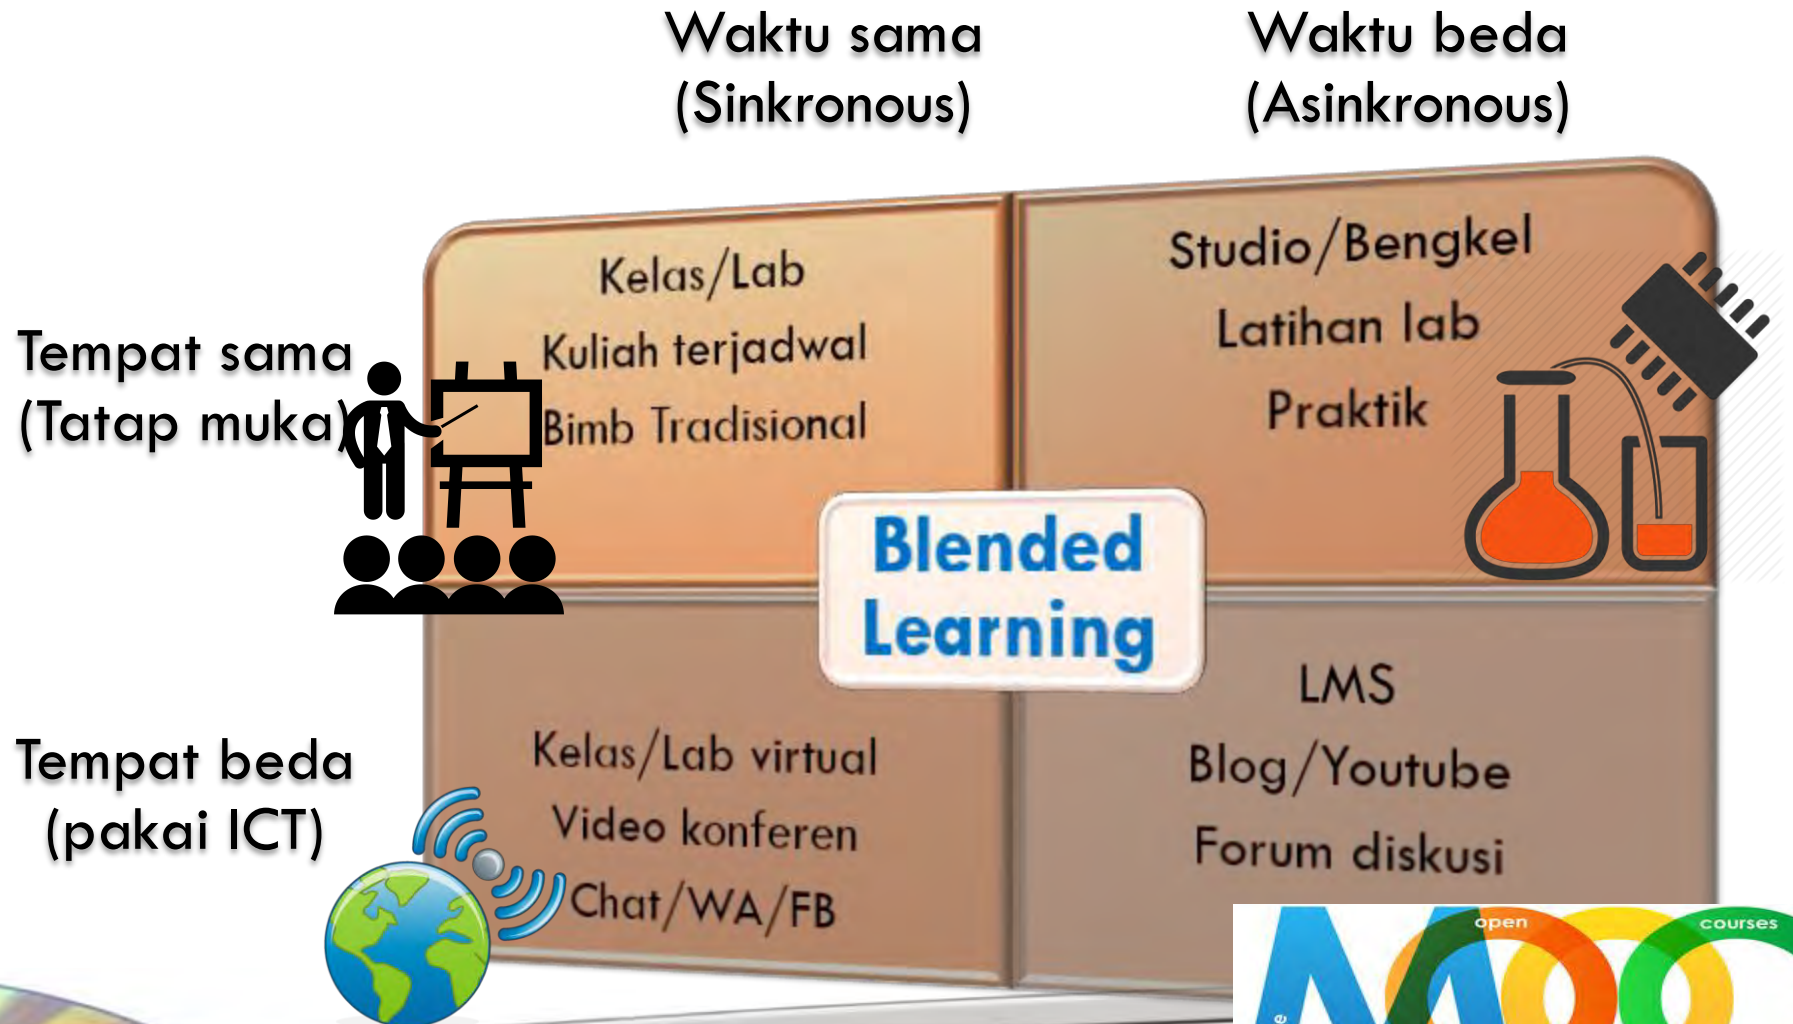 Waktu sama
(Sinkronous)
Waktu beda
(Asinkronous)
Tempat sama
(Tatap muka)
Kelas/Lab
Kuliah terjadwal
Bimb Tradisional
Studio/Bengkel
Latihan lab
Praktik
Blended
Learning
Tempat beda
(pakai ICT)
Kelas/Lab virtual
Video konferen
Chat/WA/FB
LMS
Blog/Youtube
Forum diskusi
open
courses
MOO